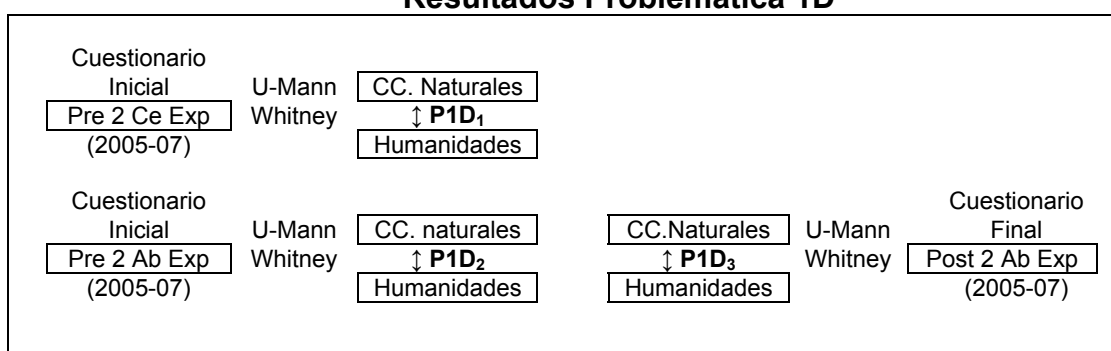 Resultados Problemática 1D
Cuestionario
Inicial U-Mann CC. Naturales
Pre 2 Ce Exp Whitney ↕ P1D1
(2005-07) Humanidades
Cuestionario Cuestionario
Inicial U-Mann CC. naturales CC.Naturales U-Mann Final
Pre 2 Ab Exp Whitney ↕ P1D2 ↕ P1D3 Whitney Post 2 Ab Exp
(2005-07) Humanidades Humanidades (2005-07)